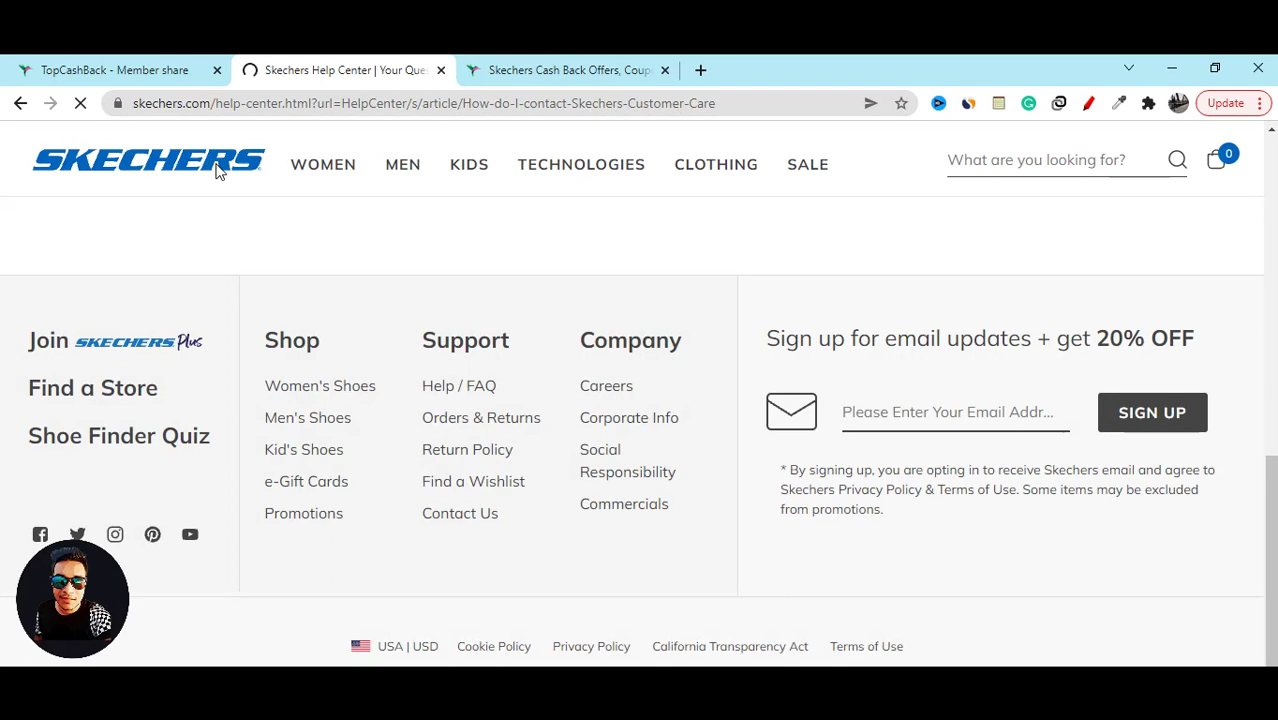 TopCashBack - Member share
Skechers Help Center | Your Ques
Skechers Cash Back Offers, Coup
skechers.com/help-center.html?url=HelpCenter/s/article/How-do-I-contact-Skechers-Customer-Care
Update
SKECHERS
WOMEN
MEN
KIDS
TECHNOLOGIES
CLOTHING
SALE
What are you looking for?
0
Join SKECHERS Plus
Find a Store
Shoe Finder Quiz
Shop
Women's Shoes
Men's Shoes
Kid's Shoes
e-Gift Cards
Promotions
Support
Help / FAQ
Orders & Returns
Return Policy
Find a Wishlist
Contact Us
Company
Careers
Corporate Info
Social
Responsibility
Commercials
Sign up for email updates + get 20% OFF
Please Enter Your Email Addr...
SIGN UP
* By signing up, you are opting in to receive Skechers email and agree to
Skechers Privacy Policy & Terms of Use. Some items may be excluded
from promotions.
USA | USD
Cookie Policy
Privacy Policy
California Transparency Act
Terms of Use